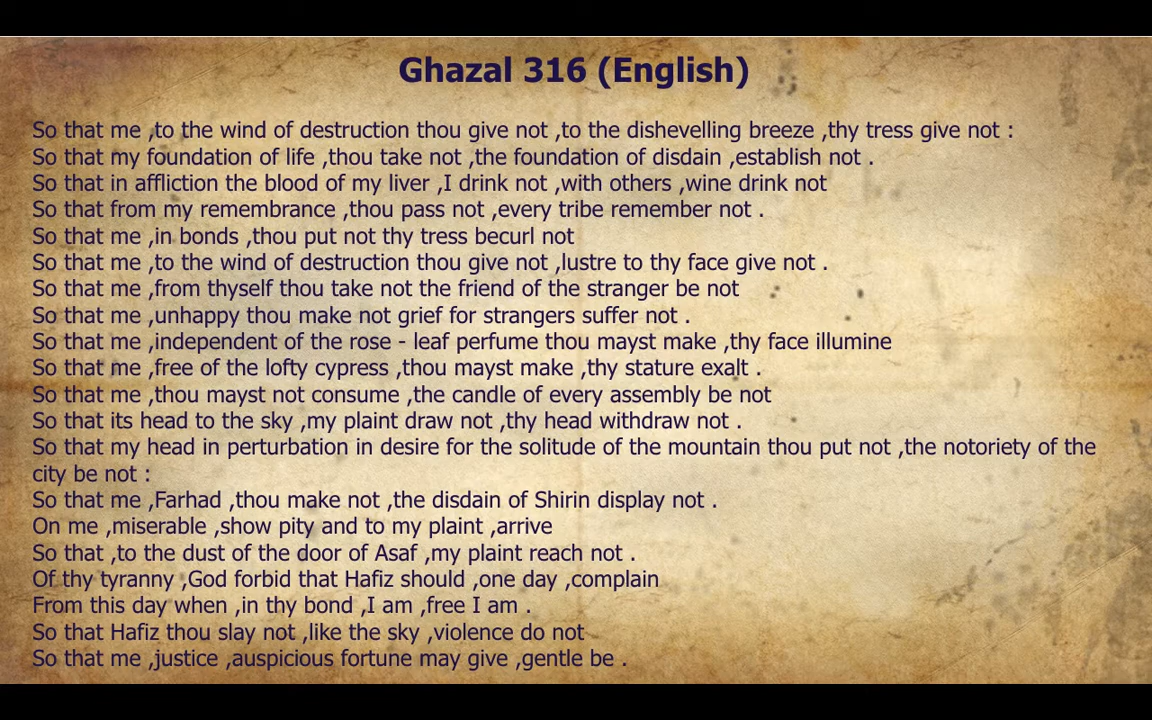 Ghazal 316 (English)
So that me ,to the wind of destruction thou give not ,to the dishevelling breeze ,thy tress give not :
So that my foundation of life ,thou take not ,the foundation of disdain ,establish not .
So that in affliction the blood of my liver ,I drink not ,with others ,wine drink not
So that from my remembrance ,thou pass not ,every tribe remember not .
So that me ,in bonds ,thou put not thy tress becurl not
So that me ,to the wind of destruction thou give not ,lustre to thy face give not .
So that me ,from thyself thou take not the friend of the stranger be not
So that me ,unhappy thou make not grief for strangers suffer not .
So that me ,independent of the rose - leaf perfume thou mayst make ,thy face illumine
So that me ,free of the lofty cypress ,thou mayst make ,thy stature exalt .
So that me ,thou mayst not consume ,the candle of every assembly be not
So that its head to the sky ,my plaint draw not ,thy head withdraw not .
So that my head in perturbation in desire for the solitude of the mountain thou put not ,the notoriety of the
city be not :
So that me ,Farhad ,thou make not ,the disdain of Shirin display not .
On me ,miserable ,show pity and to my plaint ,arrive
So that ,to the dust of the door of Asaf ,my plaint reach not .
Of thy tyranny ,God forbid that Hafiz should ,one day ,complain
From this day when ,in thy bond ,I am ,free I am .
So that Hafiz thou slay not ,like the sky ,violence do not
So that me ,justice ,auspicious fortune may give ,gentle be .